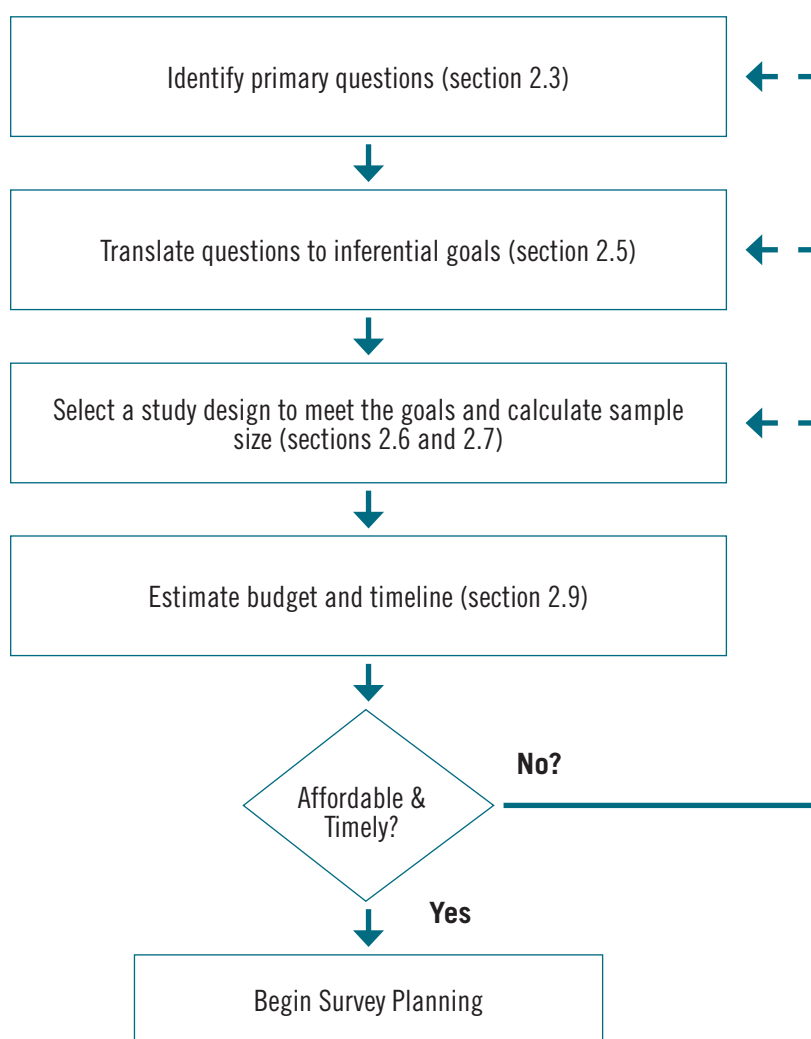 Identify primary questions (section 2.3)
Translate questions to inferential goals (section 2.5)
Select a study design to meet the goals and calculate sample
size (sections 2.6 and 2.7)
Estimate budget and timeline (section 2.9)
No?
Affordable &
Timely?
Yes
Begin Survey Planning